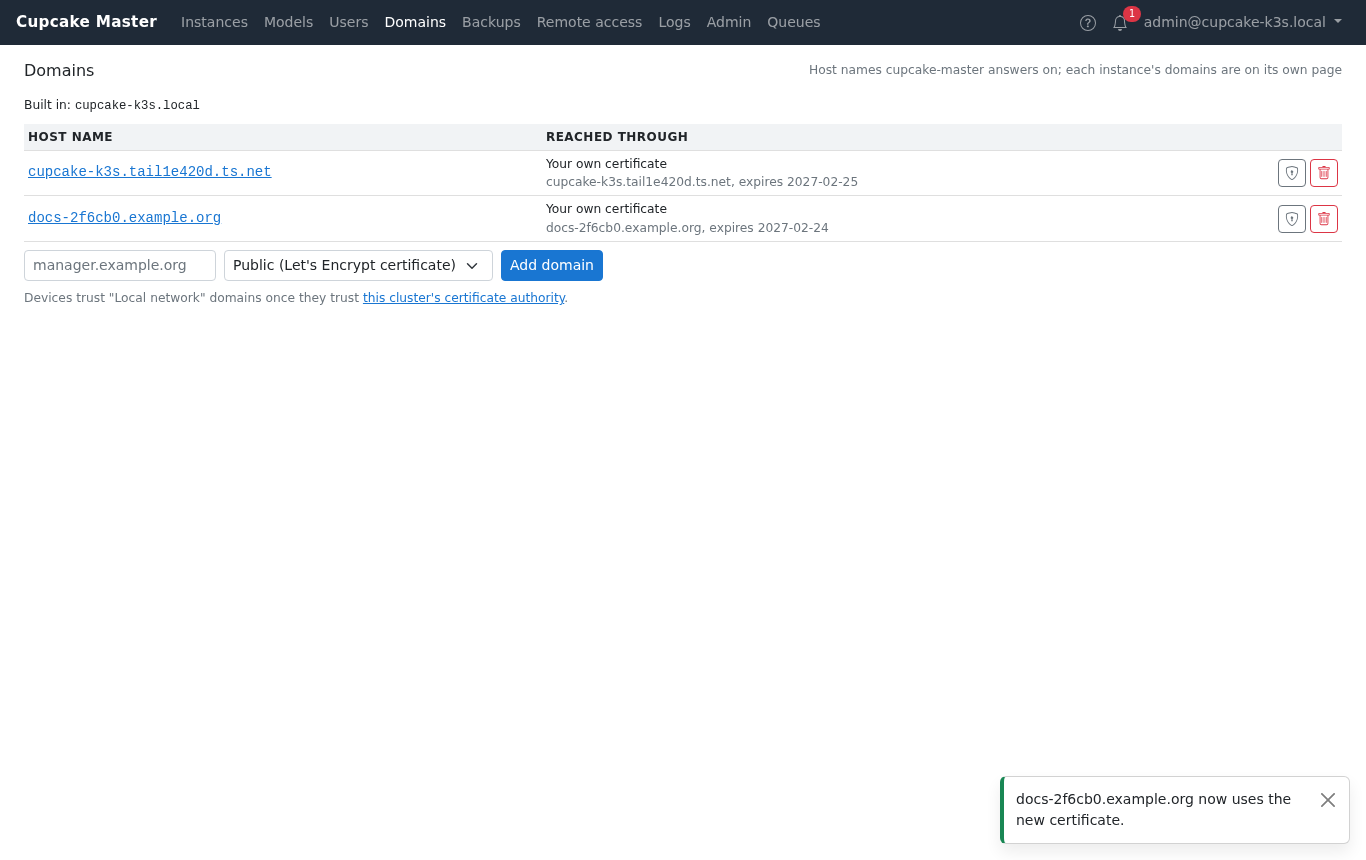 Cupcake Master Instances Models Users Domains Backups Remote access Logs Admin Queues 1 admin@cupcake-k3s.local
Domains Host names cupcake-master answers on; each instance's domains are on its own page
Built in: cupcake-k3s.local
HOST NAME REACHED THROUGH
cupcake-k3s.tail1e420d.ts.net Your own certificate
cupcake-k3s.tail1e420d.ts.net, expires 2027-02-25
docs-2f6cb0.example.org Your own certificate
docs-2f6cb0.example.org, expires 2027-02-24
manager.example.org Public (Let's Encrypt certificate) Add domain
Devices trust "Local network" domains once they trust this cluster's certificate authority.
docs-2f6cb0.example.org now uses the
new certificate.